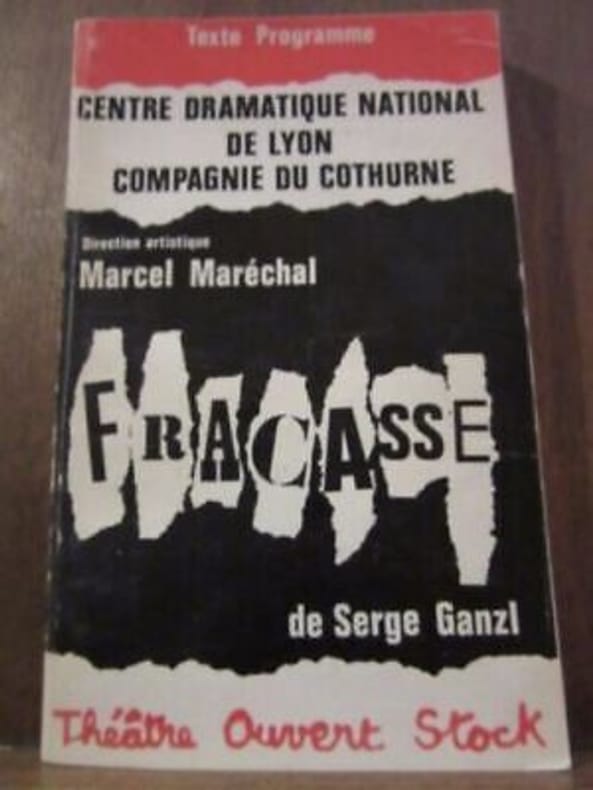 Texte Programme
CENTRE DRAMATIQUE NATIONAL
DE LYON
COMPAGNIE DU COTHURNE
Direction artistique
Marcel Maréchal
FRACASSE
de Serge Ganzl
Théâtre Ouvert Stock